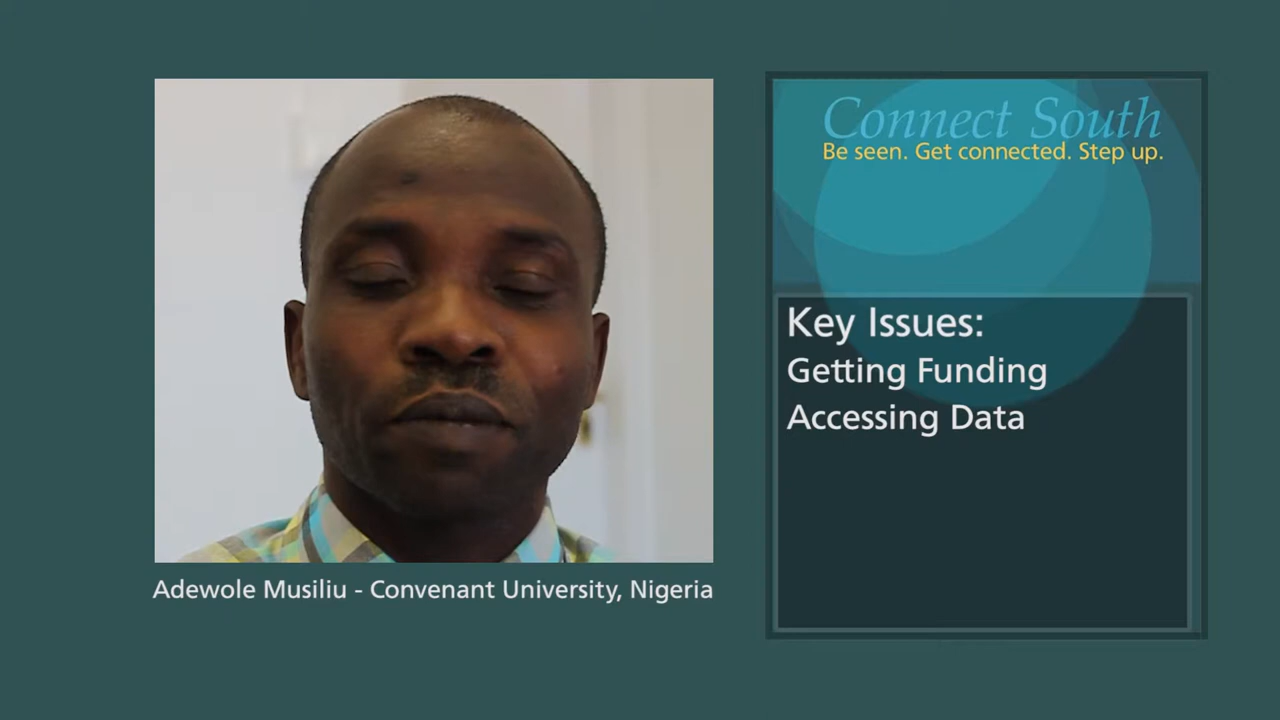 Connect South
Be seen. Get connected. Step up.
Key Issues:
Getting Funding
Accessing Data
Adewole Musiliu - Convenant University, Nigeria